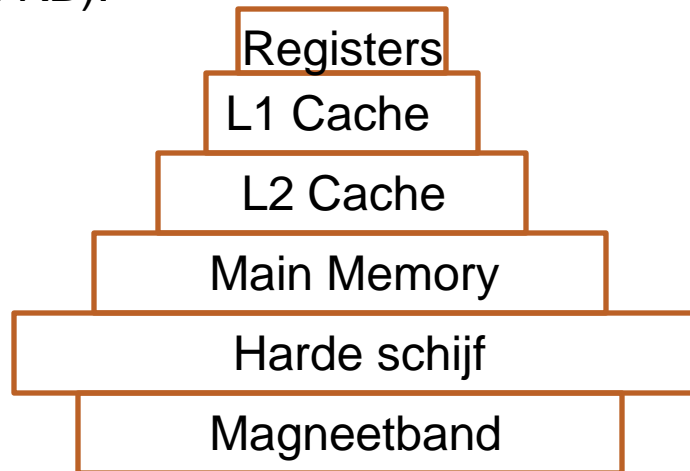 Registers
L1 Cache
L2 Cache
Main Memory
Harde schijf
Magneetband